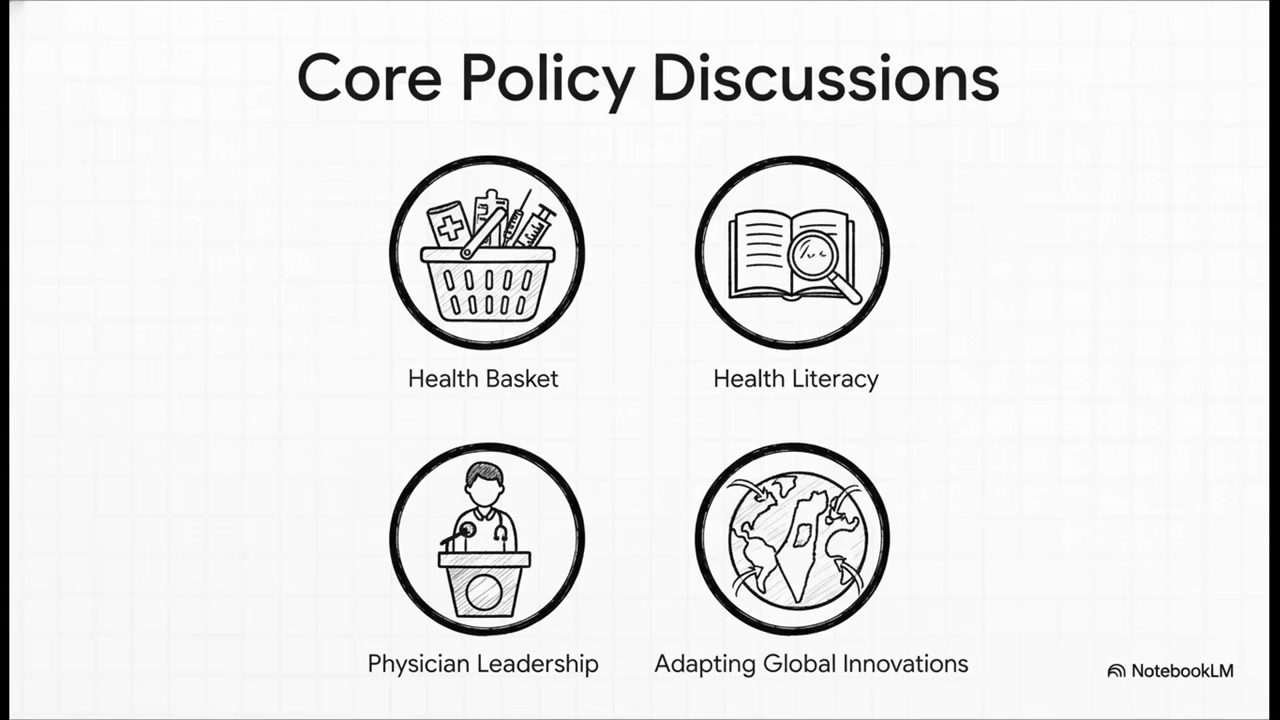 Core Policy Discussions
Health Basket
Health Literacy
Physician Leadership
Adapting Global Innovations
NotebookLM